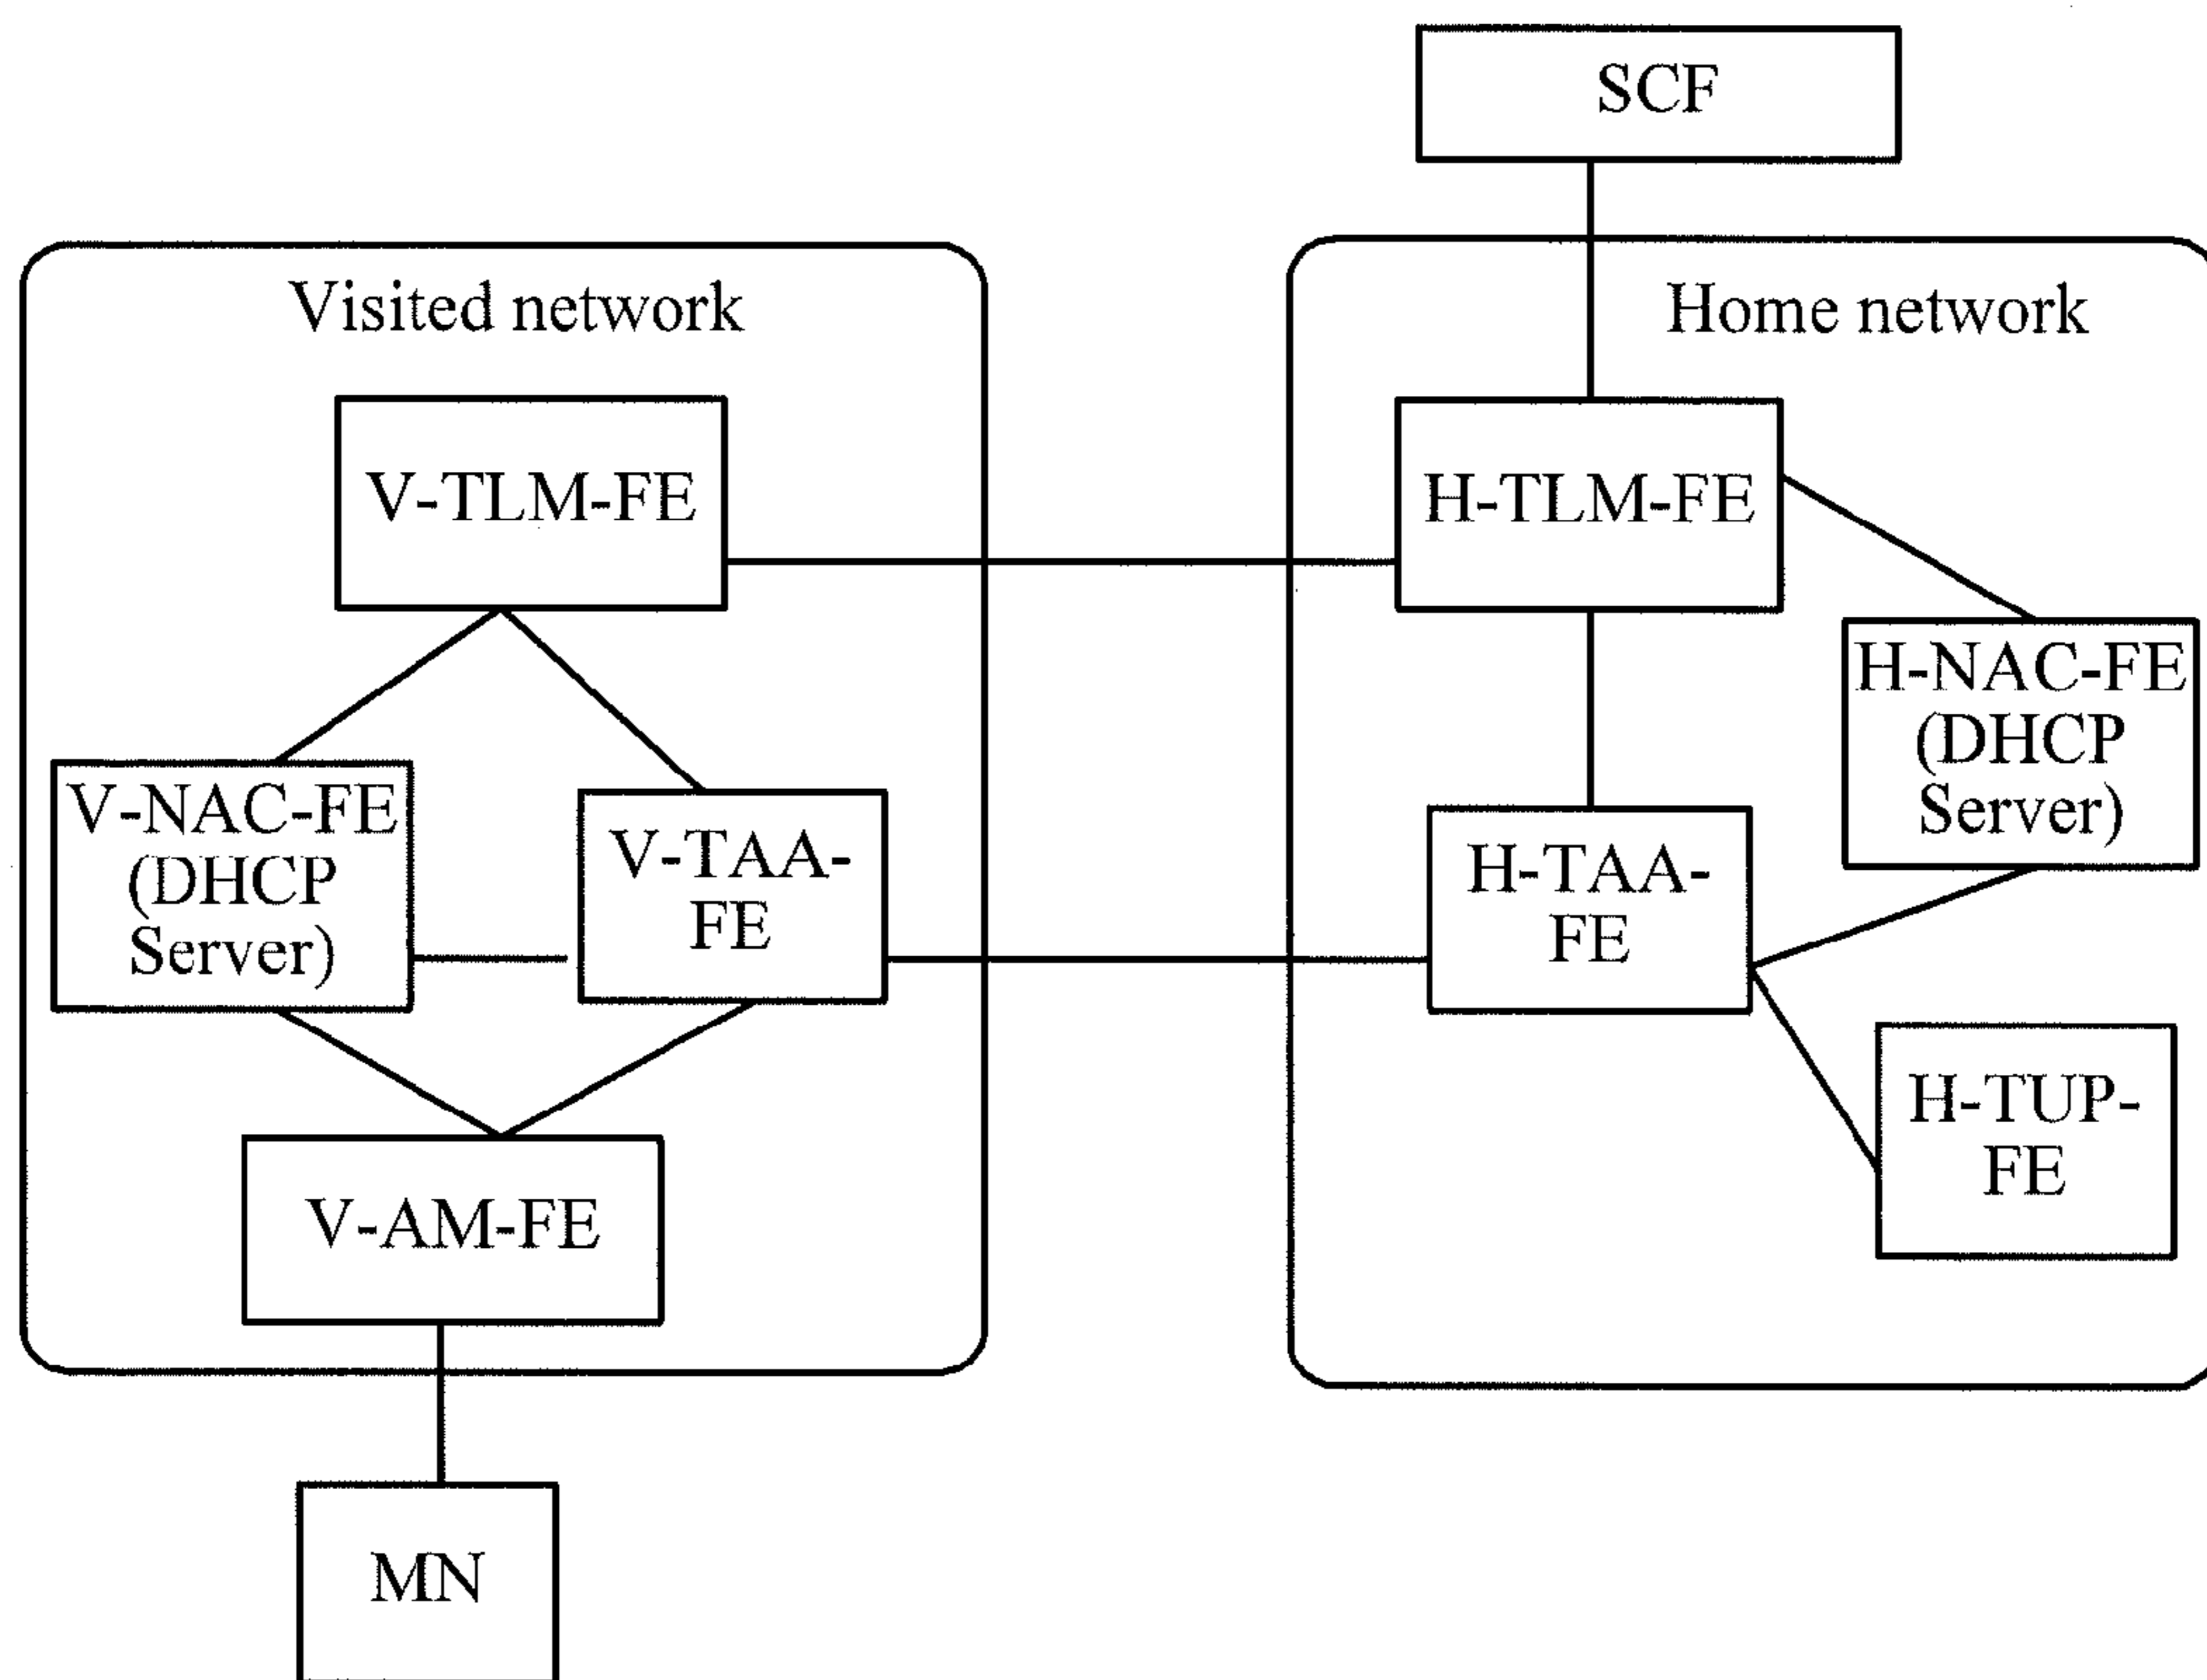 SCF
Visited network
Home network
V-TLM-FE
H-TLM-FE
V-NAC-FE
(DHCP
Server)
V-TAA-
FE
H-NAC-FE
(DHCP
Server)
H-TAA-
FE
H-TUP-
FE
V-AM-FE
MN